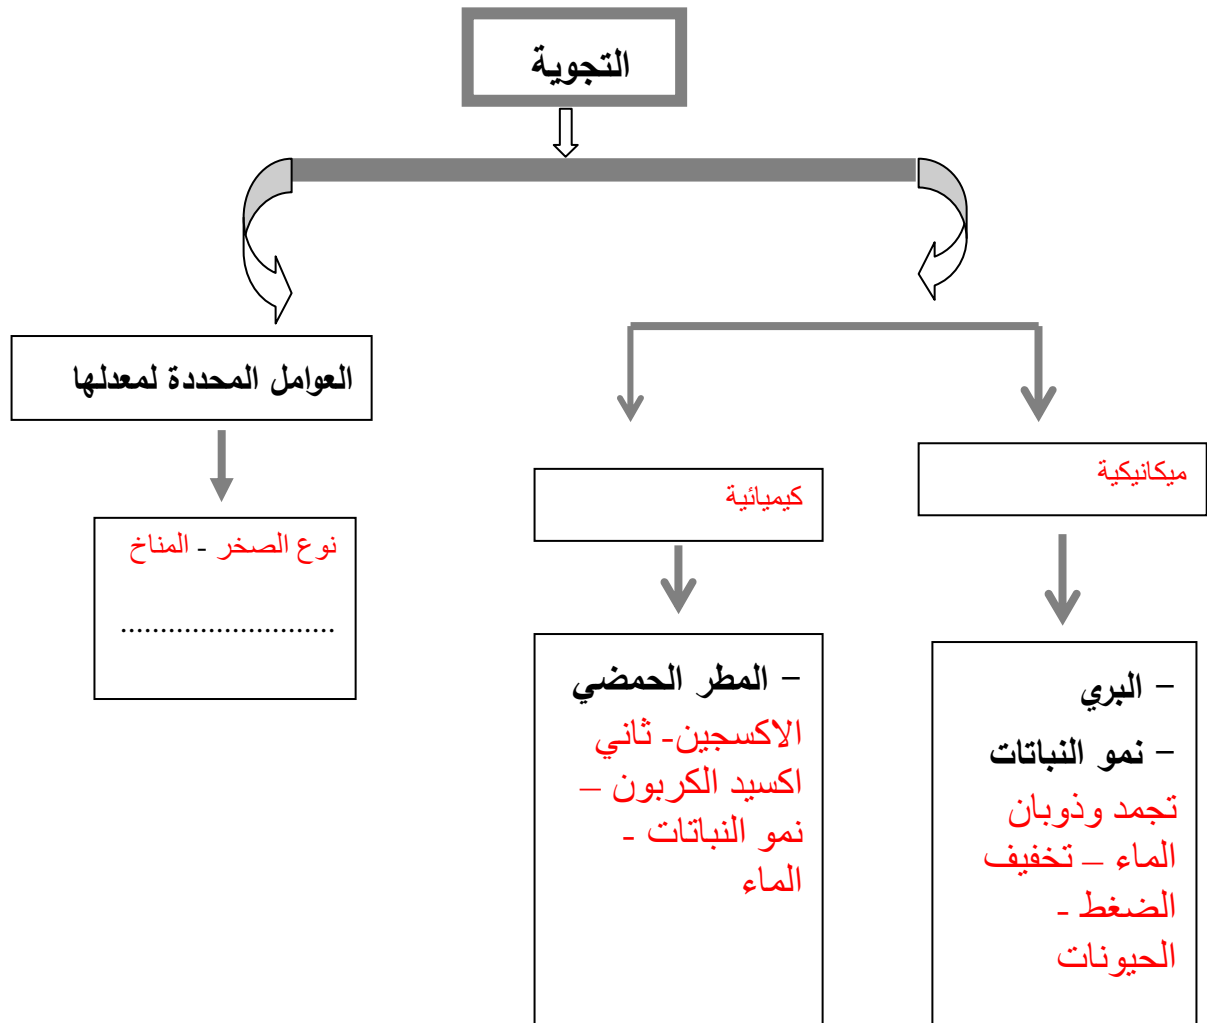 التجوية
ميكانيكية
- البري
- نمو النباتات
تجمد وذوبان
الماء – تخفيف
الضغط -
الحيونات
كيميائية
- المطر الحمضي
الاكسجين- ثاني
اكسيد الكربون –
نمو النباتات -
الماء
العوامل المحددة لمعدلها
نوع الصخر - المناخ
...........................